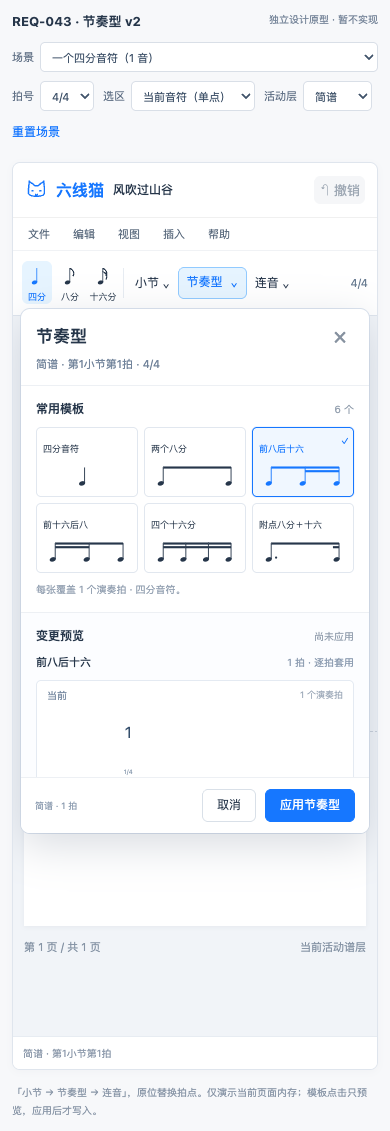 REQ-043 · 节奏型 v2
独立设计原型 · 暂不实现
场景 一个四分音符（1 音）
拍号 4/4 选区 当前音符（单点） 活动层 简谱
重置场景
六线猫 风吹过山谷 撤销
文件 编辑 视图 插入 帮助
四分 八分 十六分 小节 节奏型 连音 4/4
节奏型
简谱 · 第1小节第1拍 · 4/4
常用模板 6 个
四分音符 两个八分 前八后十六
前十六后八 四个十六分 附点八分＋十六
每张覆盖 1 个演奏拍 · 四分音符。
变更预览 尚未应用
前八后十六 1 拍 · 逐拍套用
当前 1 个演奏拍
1
1/4
简谱 · 1 拍 取消 应用节奏型
第 1 页 / 共 1 页 当前活动谱层
简谱 · 第1小节第1拍
「小节 → 节奏型 → 连音」，原位替换拍点。仅演示当前页面内存；模板点击只预
览，应用后才写入。